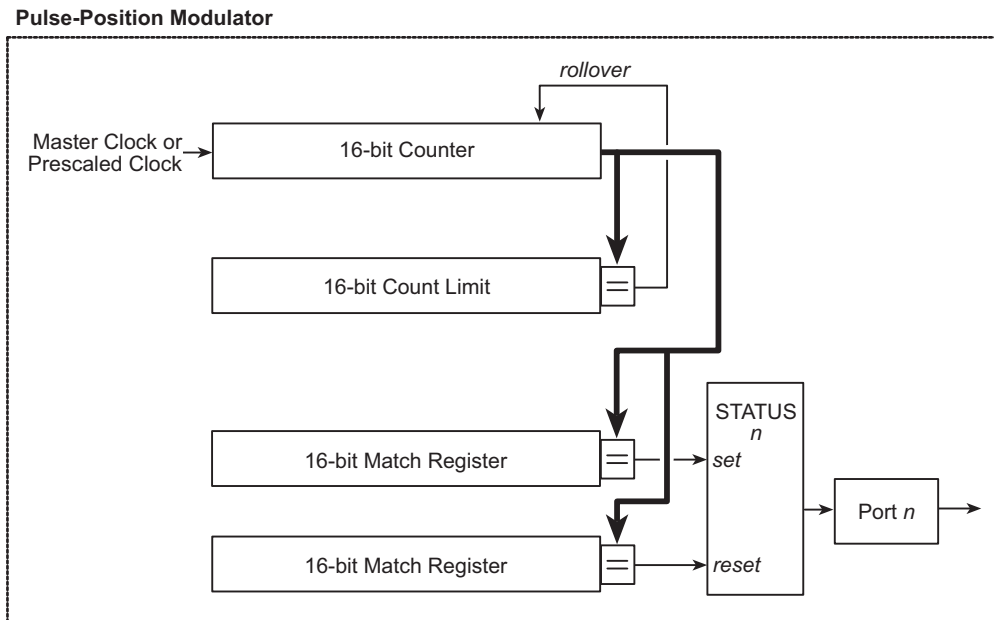 Pulse-Position Modulator
rollover
Master Clock or
Prescaled Clock
16-bit Counter
16-bit Count Limit
=
STATUS
n
16-bit Match Register
=
set
Port n
16-bit Match Register
=
reset